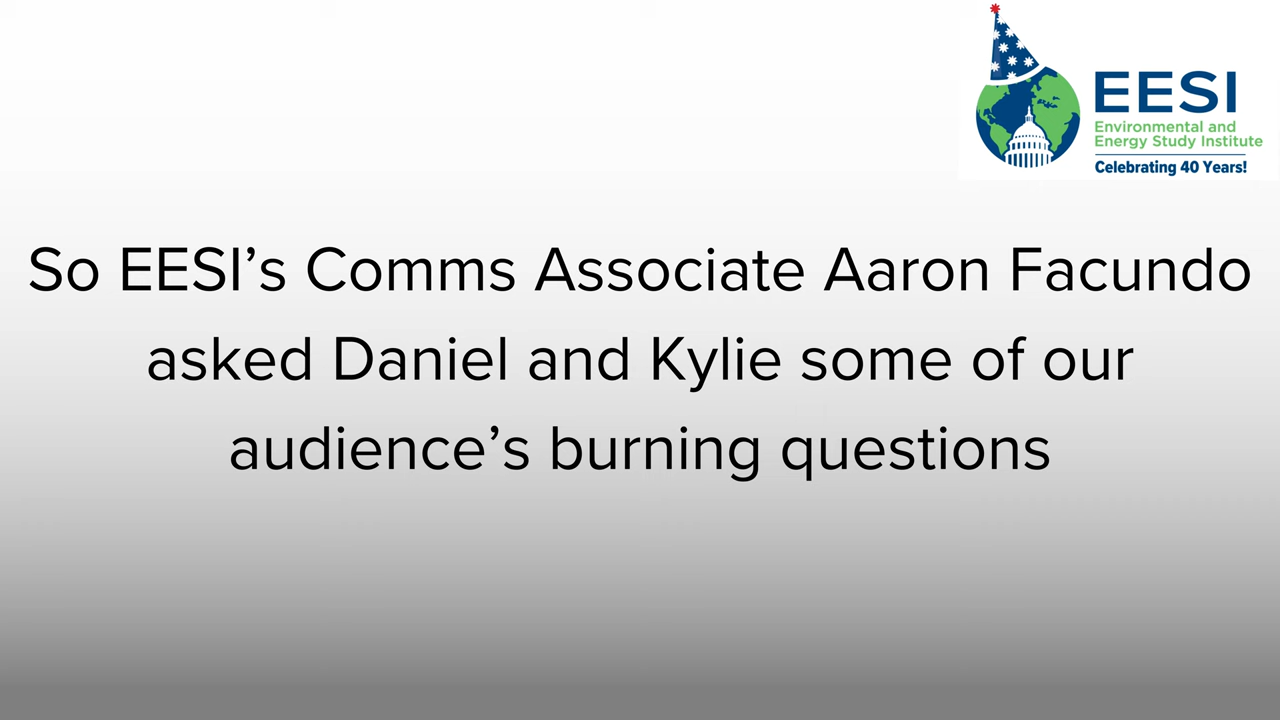 EESI
Environmental and
Energy Study Institute
Celebrating 40 Years!
So EESI’s Comms Associate Aaron Facundo
asked Daniel and Kylie some of our
audience’s burning questions